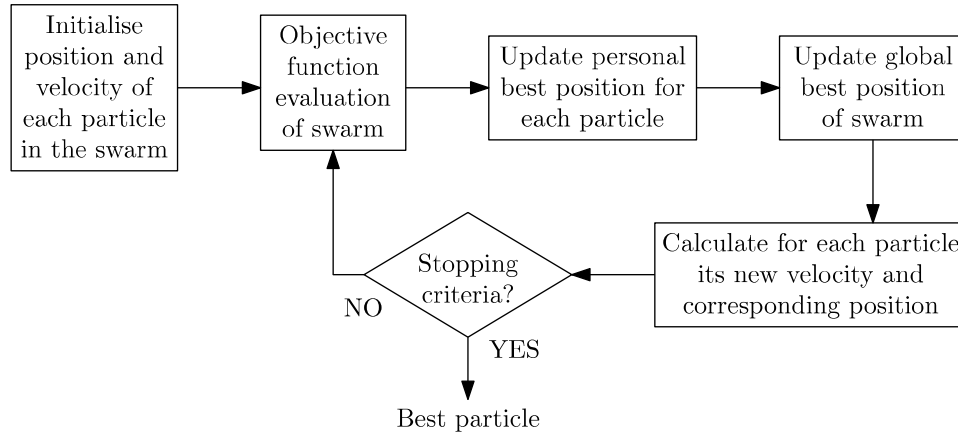 Initialise
position and
velocity of
each particle
in the swarm
Objective
function
evaluation
of swarm
Update personal
best position for
each particle
Update global
best position
of swarm
Calculate for each particle
its new velocity and
corresponding position
Stopping
criteria?
NO
YES
Best particle